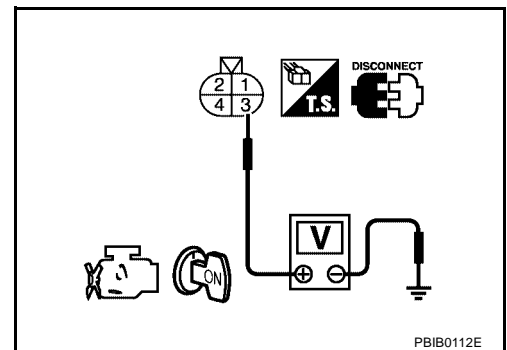 DISCONNECT
2 1
4 3
T.S.
V
ON
+ −
PBIB0112E